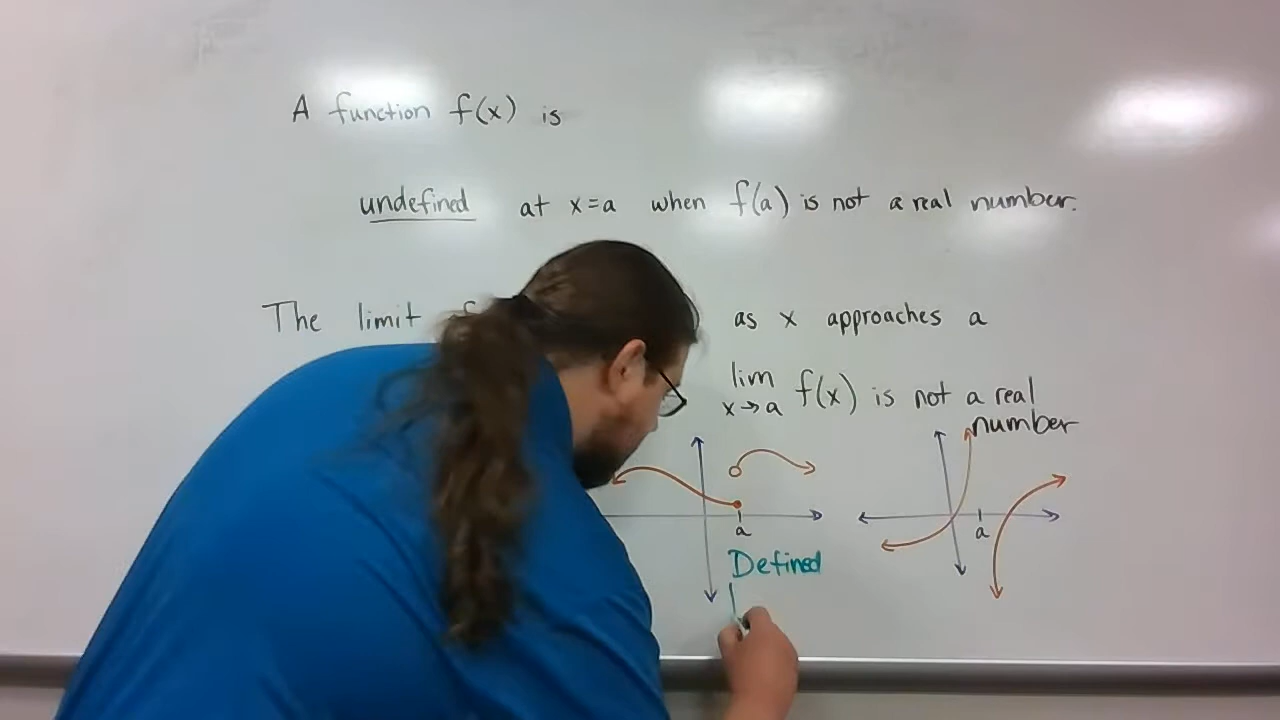 A function f(x) is
undefined at x=a when f(a) is not a real number.
The limit as x approaches a
lim f(x) is not a real
x→a
number
a
a
Defined